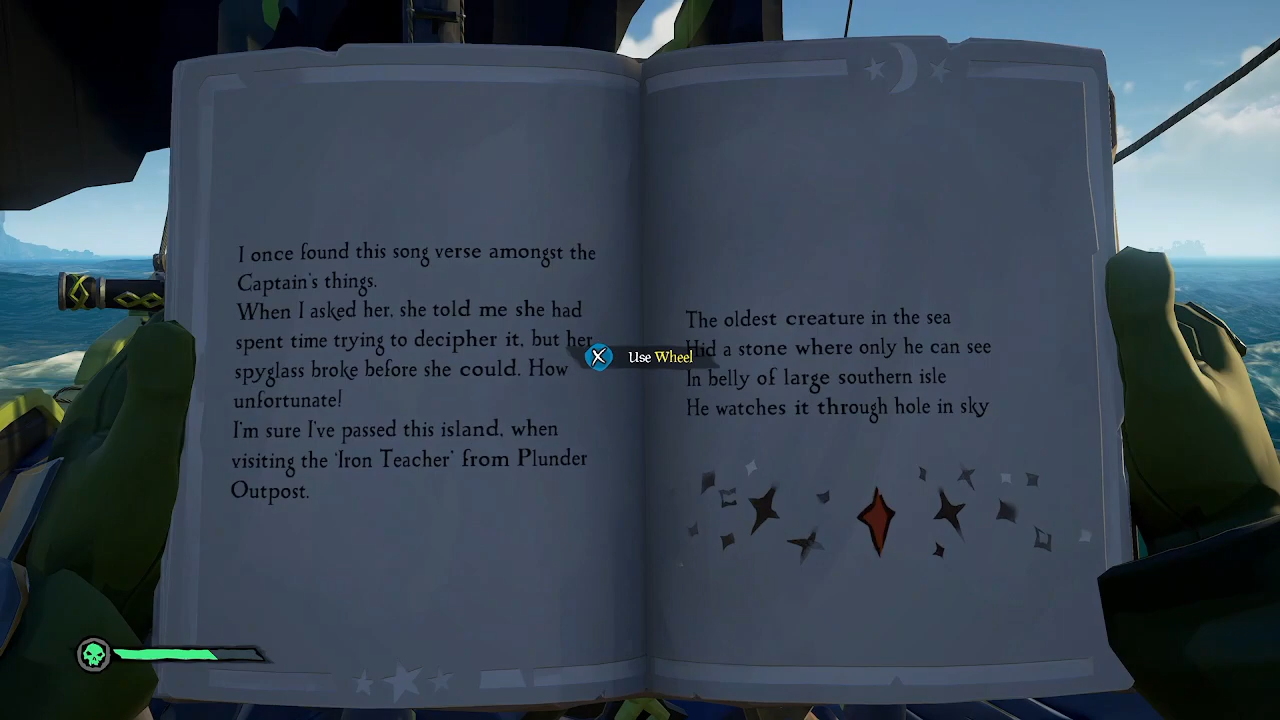 I once found this song verse amongst the
Captain's things.
When I asked her, she told me she had
spent time trying to decipher it, but her
spyglass broke before she could. How
unfortunate!
I'm sure I've passed this island, when
visiting the 'Iron Teacher' from Plunder
Outpost.
X Use Wheel
The oldest creature in the sea
Hid a stone where only he can see
In belly of large southern isle
He watches it through hole in sky